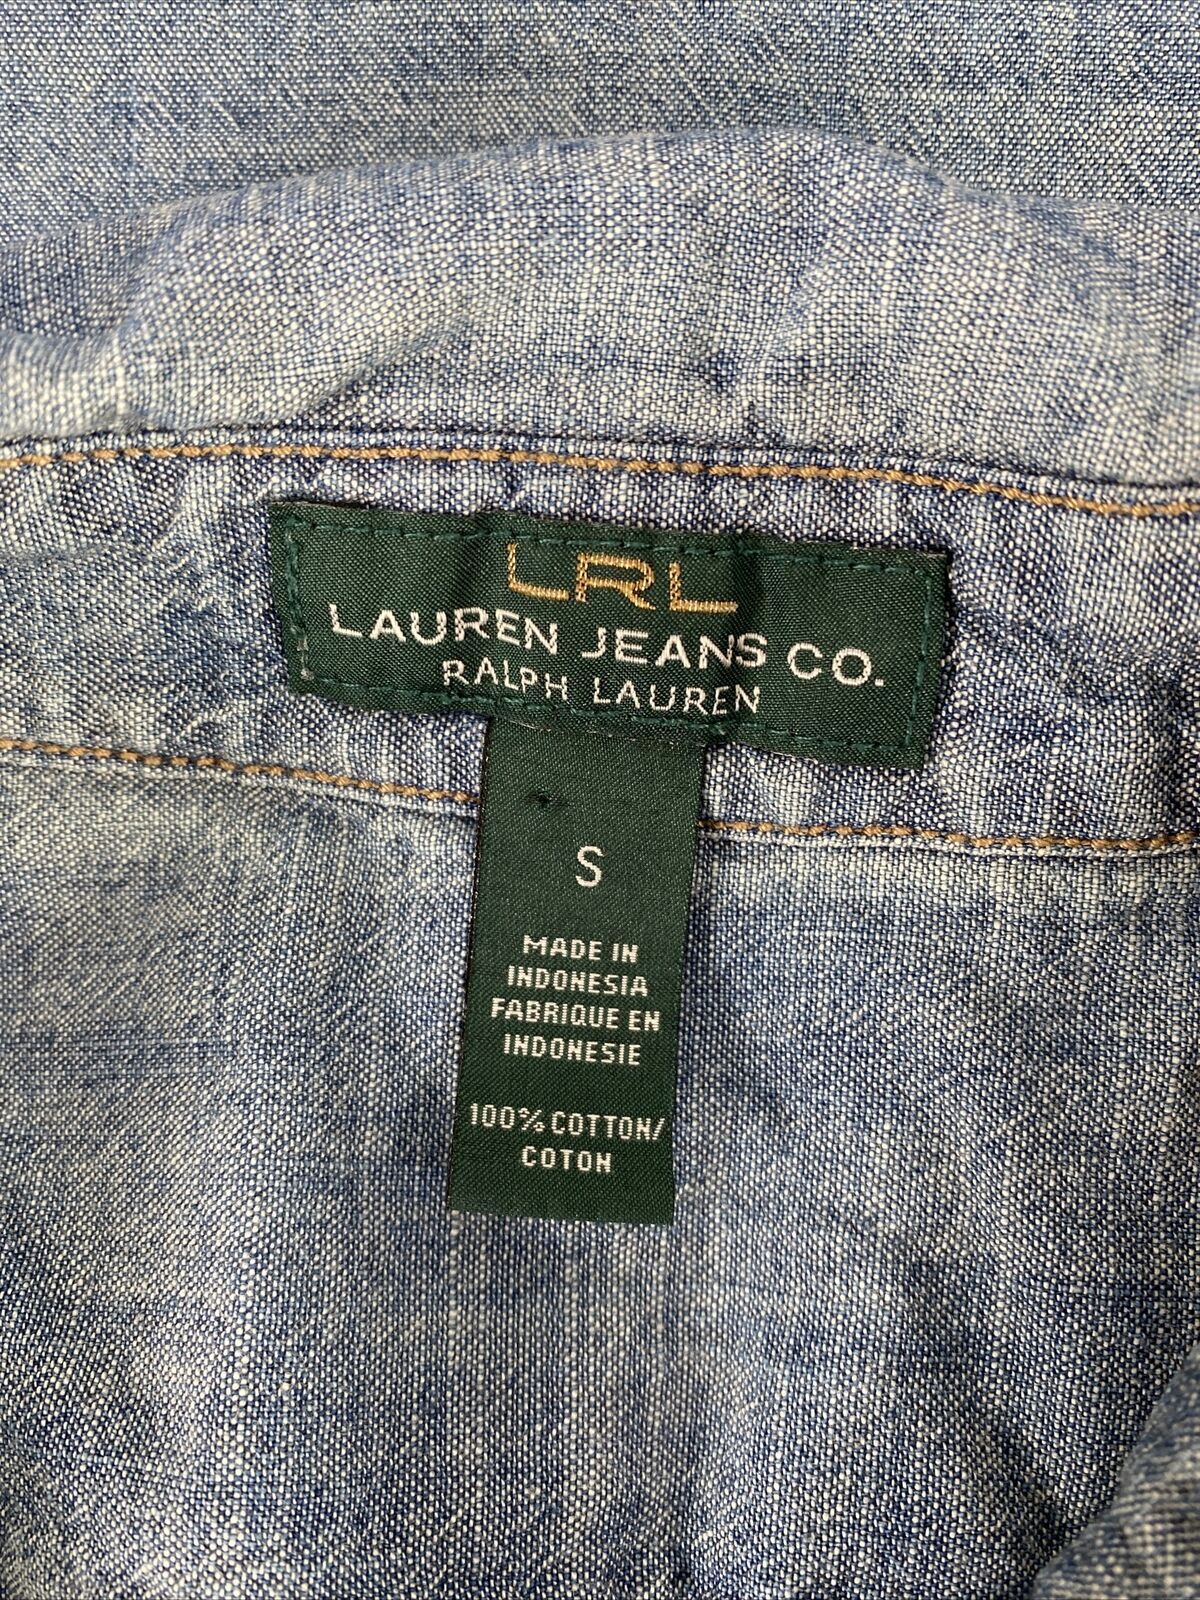 LRL
LAUREN JEANS CO.
RALPH LAUREN
S
MADE IN
INDONESIA
FABRIQUE EN
INDONESIE
100% COTTON/
COTON